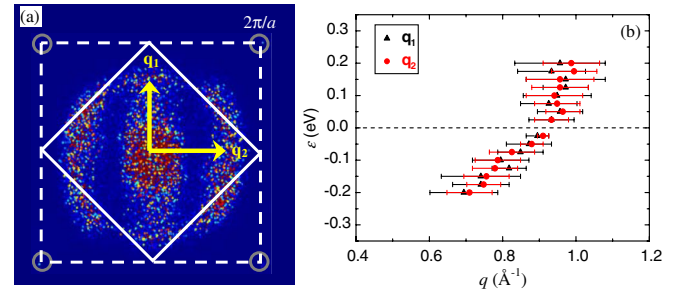 (a)
2π/a
q₁
q₂
(b)
q₁
q₂
0.3
0.2
0.1
0.0
-0.1
-0.2
-0.3
ε (eV)
0.4 0.6 0.8 1.0 1.2
q (Å⁻¹)